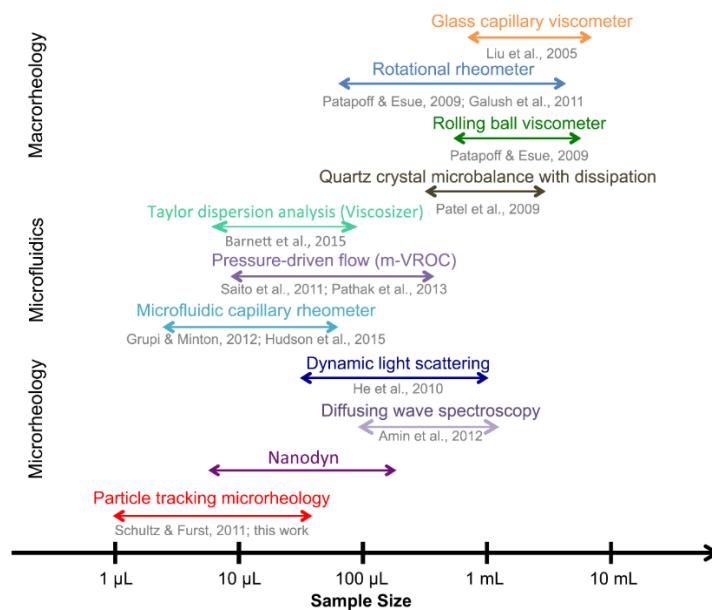 Macrorheology
Glass capillary viscometer
Liu et al., 2005
Rotational rheometer
Patapoff & Esue, 2009; Galush et al., 2011
Rolling ball viscometer
Patapoff & Esue, 2009
Quartz crystal microbalance with dissipation
Patel et al., 2009
Microfluidics
Taylor dispersion analysis (Viscosizer)
Barnett et al., 2015
Pressure-driven flow (m-VROC)
Saito et al., 2011; Pathak et al., 2013
Microfluidic capillary rheometer
Grupi & Minton, 2012; Hudson et al., 2015
Microrheology
Dynamic light scattering
He et al., 2010
Diffusing wave spectroscopy
Amin et al., 2012
Nanodyn
Particle tracking microrheology
Schultz & Furst, 2011; this work
1 µL 10 µL 100 µL 1 mL 10 mL
Sample Size